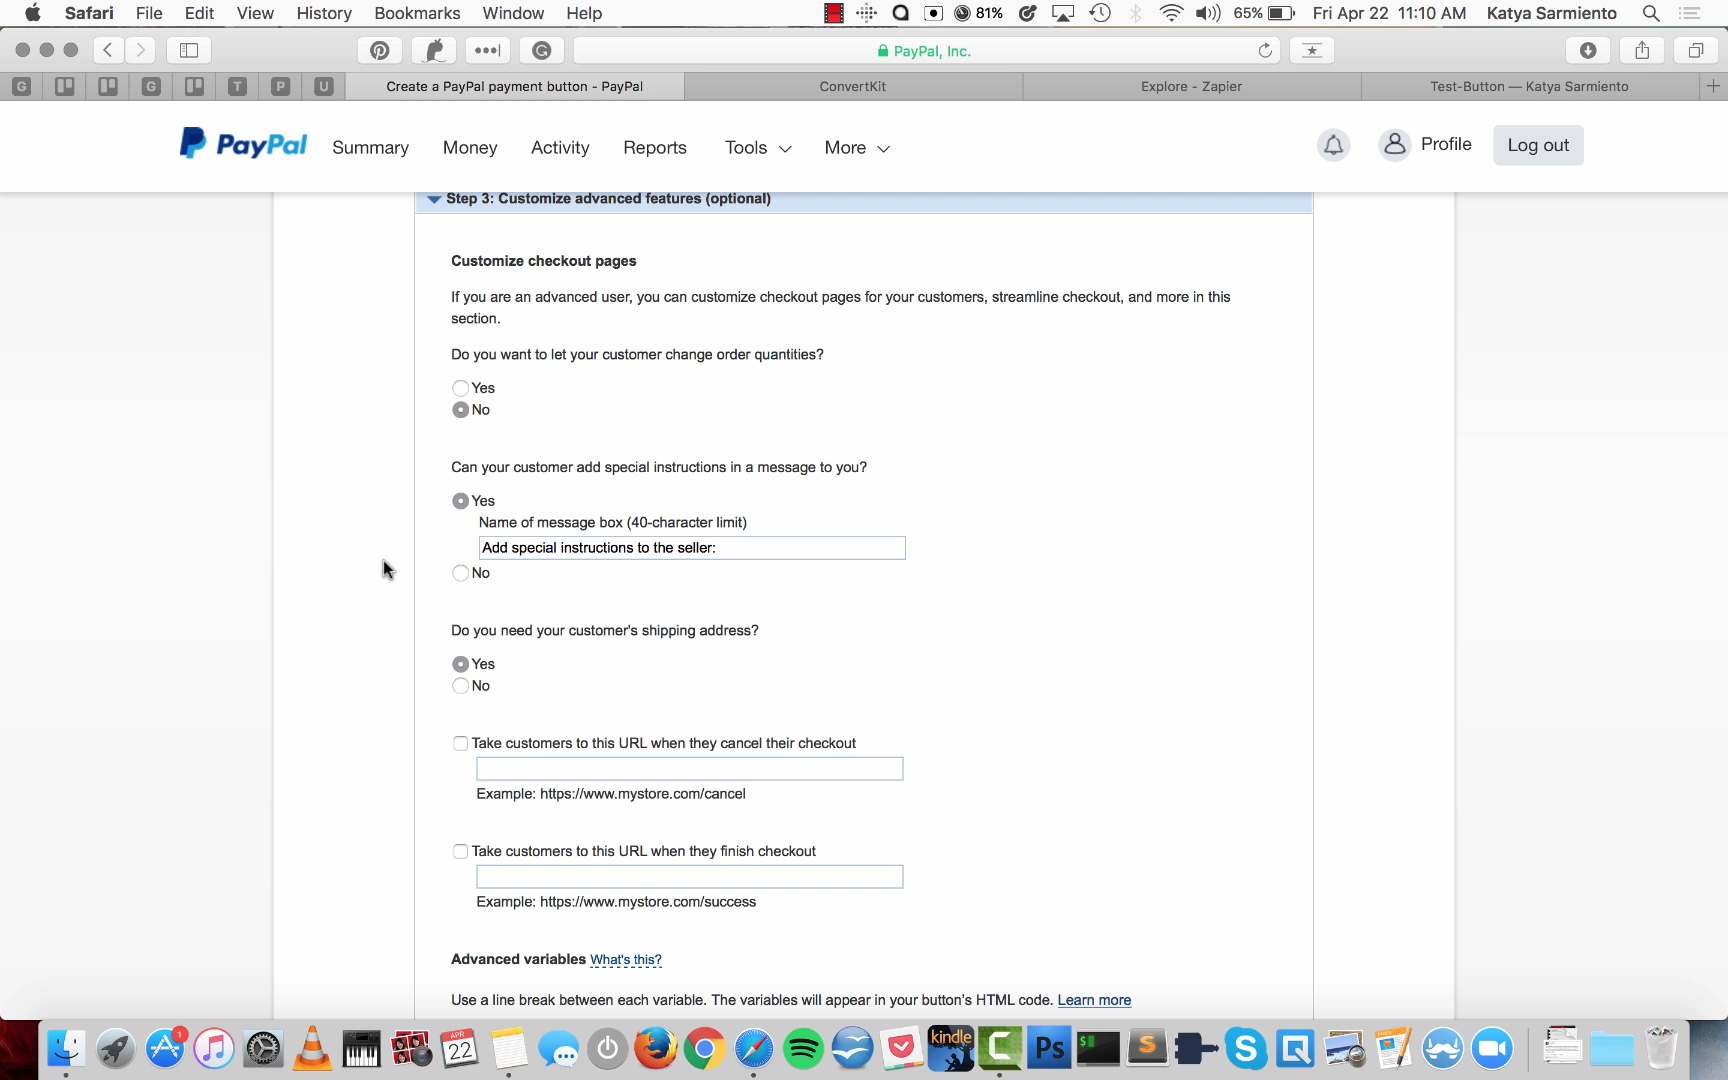 Safari File Edit View History Bookmarks Window Help 81% 65% Fri Apr 22 11:10 AM Katya Sarmiento
PayPal, Inc.
G G T P U Create a PayPal payment button - PayPal ConvertKit Explore - Zapier Test-Button — Katya Sarmiento
PayPal Summary Money Activity Reports Tools More Profile Log out
Step 3: Customize advanced features (optional)
Customize checkout pages
If you are an advanced user, you can customize checkout pages for your customers, streamline checkout, and more in this
section.
Do you want to let your customer change order quantities?
Yes
No
Can your customer add special instructions in a message to you?
Yes
Name of message box (40-character limit)
Add special instructions to the seller:
No
Do you need your customer's shipping address?
Yes
No
Take customers to this URL when they cancel their checkout
Example: https://www.mystore.com/cancel
Take customers to this URL when they finish checkout
Example: https://www.mystore.com/success
Advanced variables What's this?
Use a line break between each variable. The variables will appear in your button's HTML code. Learn more
1
APR
22
kindle
C
Ps
$
S
S
Q